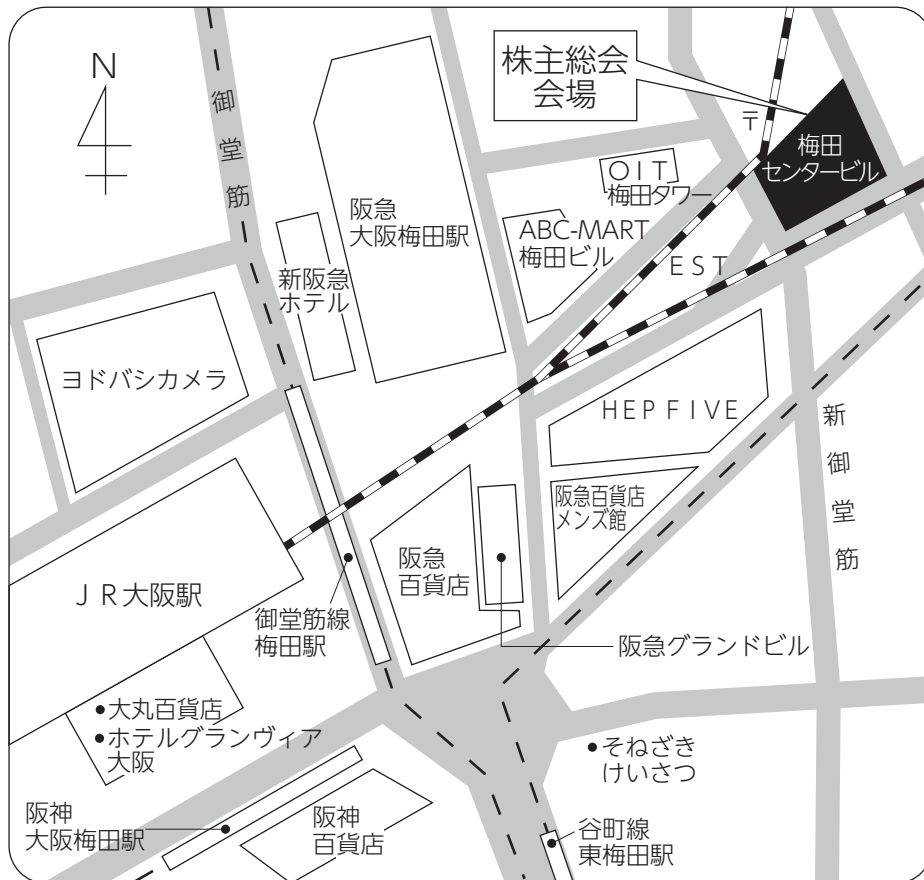 N
御堂筋
株主総会
会場
〒
梅田
センタービル
OIT
梅田タワー
ABC-MART
梅田ビル
EST
阪急
大阪梅田駅
新阪急
ホテル
ヨドバシカメラ
HEP FIVE
新御堂筋
阪急百貨店
メンズ館
阪急
百貨店
JR大阪駅
御堂筋線
梅田駅
阪急グランドビル
大丸百貨店
ホテルグランヴィア
大阪
そねざき
けいさつ
阪神
大阪梅田駅
阪神
百貨店
谷町線
東梅田駅